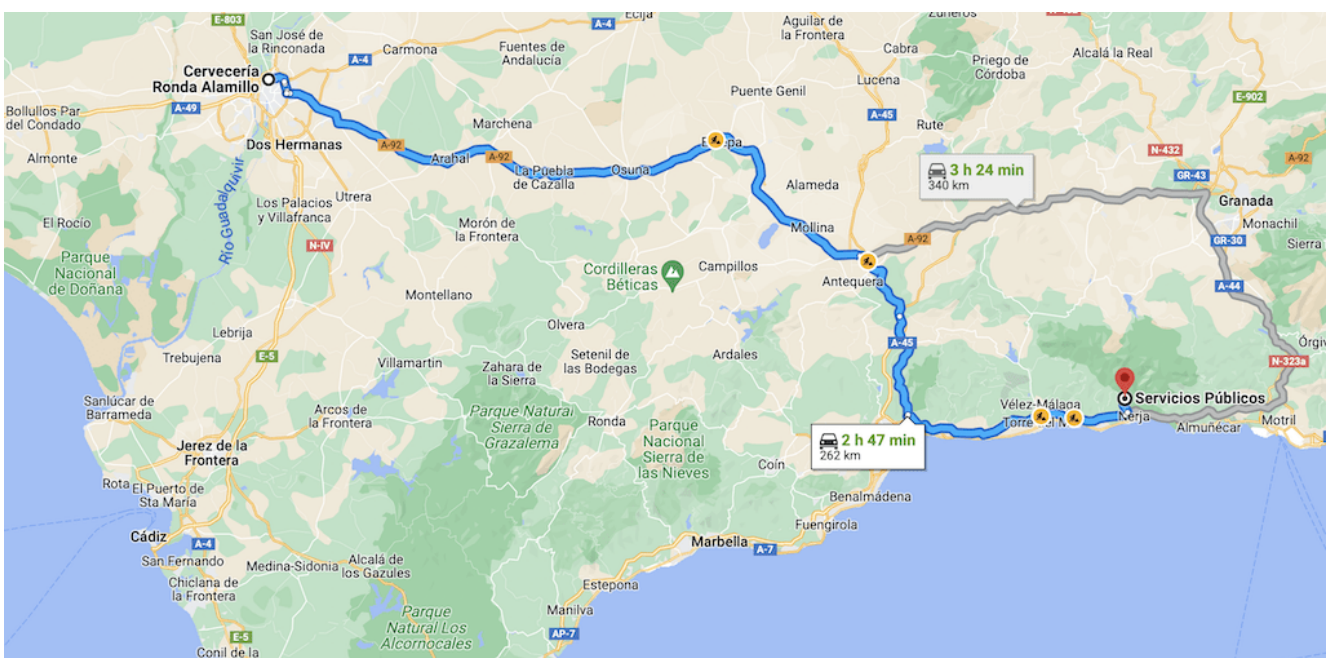 E-803
Ecija
Zuheros
A-4
San José de
la Rinconada
Carmona
Fuentes de
Andalucía
A-4
Aguilar de
la Frontera
Cabra
Alcalá la Real
Priego de
Córdoba
Cervecería
Ronda Alamillo
Lucena
Puente Genil
E-902
A-49
Bollullos Par
del Condado
Marchena
A-45
Rute
Dos Hermanas
A-92
Arahal
A-92
N-432
A-92
Almonte
La Puebla
de Cazalla
Osuna
3 h 24 min
340 km
GR-43
Alameda
Granada
Río Guadalquivir
Utrera
Los Palacios
y Villafranca
El Rocío
Morón de
la Frontera
Mollina
Monachil
N-IV
A-92
GR-30
Sierra
Parque
Nacional
de Doñana
Cordilleras
Béticas
Campillos
Antequera
A-44
Montellano
Lebrija
Olvera
A-45
Trebujena
E-5
Villamartin
Setenil de
las Bodegas
Ardales
Zahara de
la Sierra
N-323a
Servicios Públicos
Sanlúcar de
Barrameda
Arcos de
la Frontera
Parque Natural
Sierra de
Grazalema
Ronda
Vélez-Málaga
Nerja
Almuñécar
Motril
Parque
Nacional
Sierra de
las Nieves
2 h 47 min
262 km
Jerez de la
Frontera
Coín
Rota
El Puerto de
Sta María
Benalmádena
Fuengirola
Cádiz
A-4
Marbella
A-7
San Fernando
Medina-Sidonia
Alcalá de
los Gazules
Chiclana de
la Frontera
Estepona
Parque
Natural Los
Alcornocales
Manilva
E-5
AP-7
Conil de la